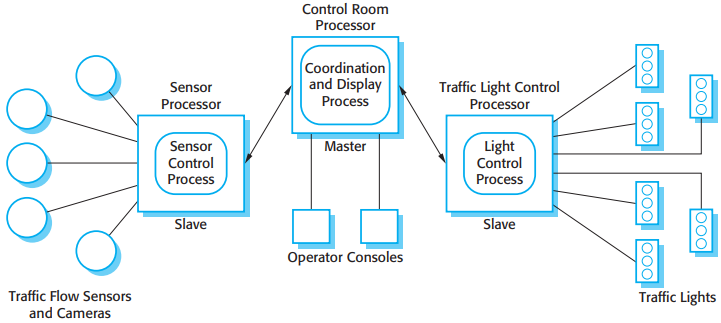 Control Room
Processor
Coordination
and Display
Process
Master
Sensor
Processor
Sensor
Control
Process
Slave
Traffic Light Control
Processor
Light
Control
Process
Slave
Operator Consoles
Traffic Flow Sensors
and Cameras
Traffic Lights